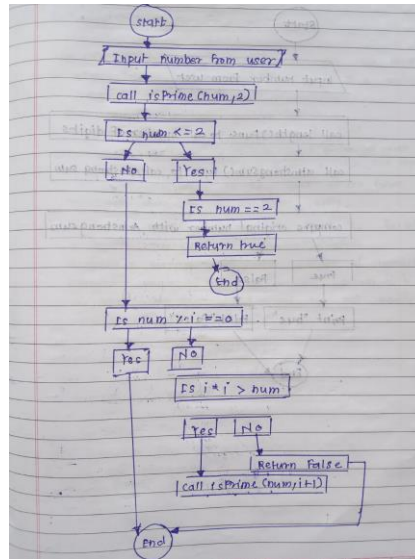 start
Input number from user
call isPrime(num,2)
Is num <= 2
No Yes
Is num == 2
Return true
End
Is num % i == 0
Yes No
Is i * i > num
Yes No
Return False
call isPrime(num,i+1)
End